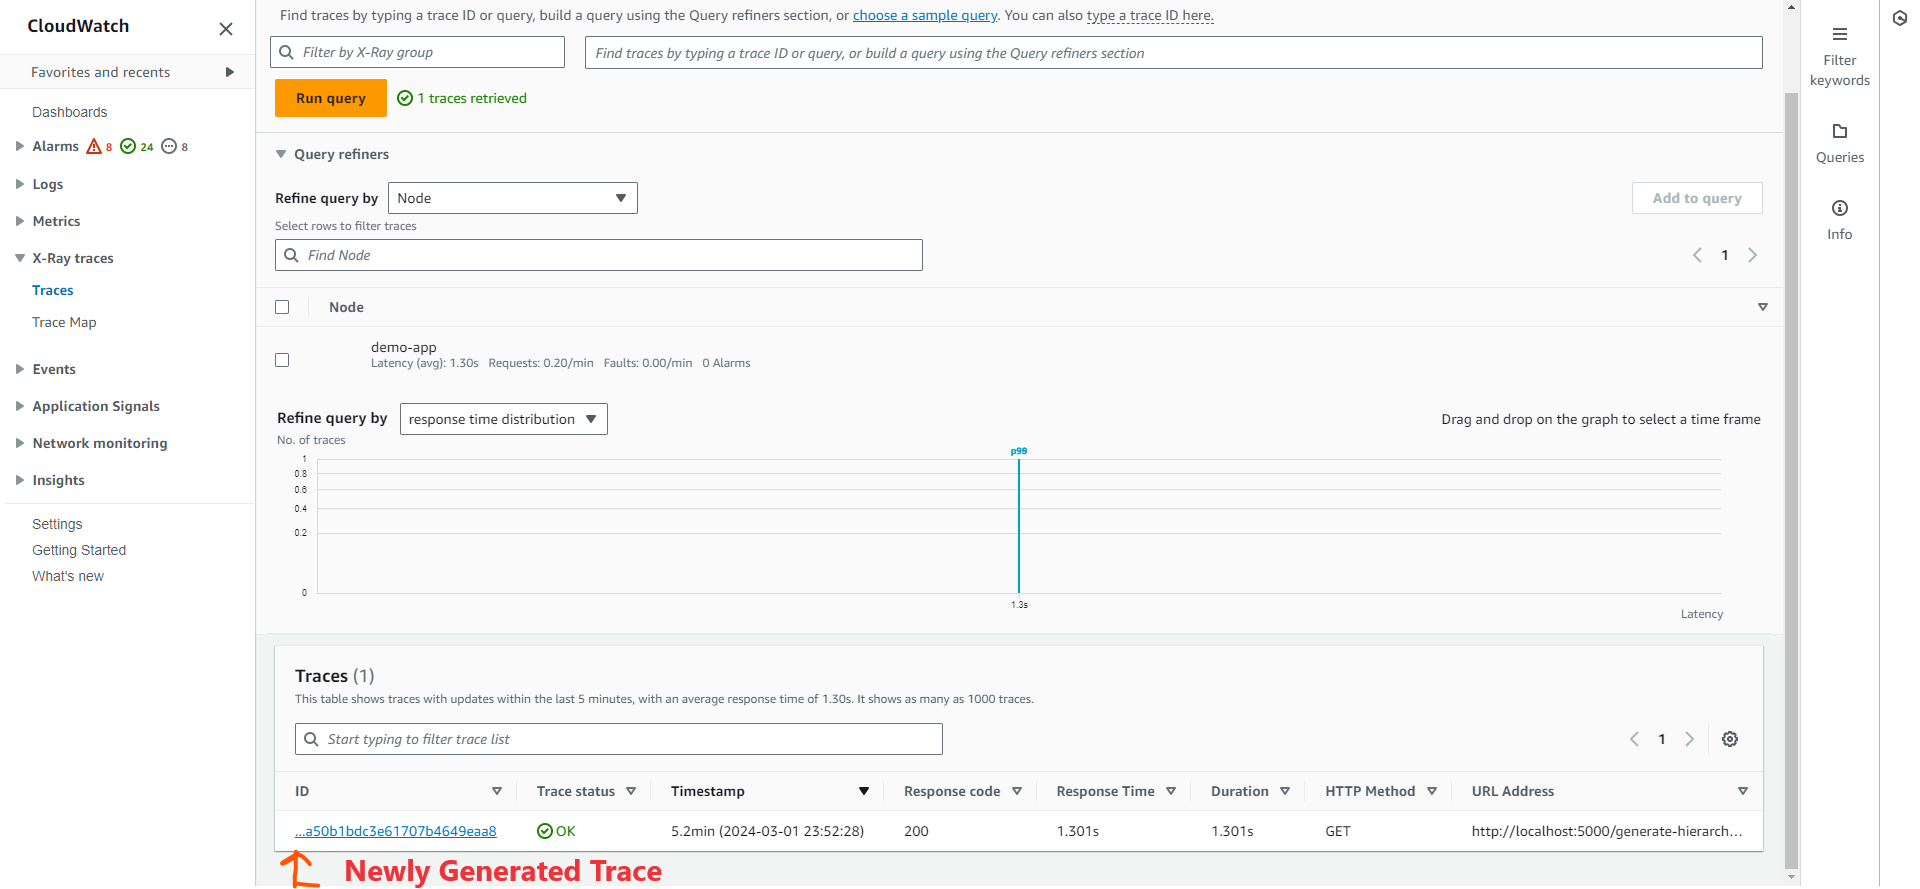 CloudWatch
Favorites and recents
Dashboards
Alarms 8 24 8
Logs
Metrics
X-Ray traces
Traces
Trace Map
Events
Application Signals
Network monitoring
Insights
Settings
Getting Started
What's new
Find traces by typing a trace ID or query, build a query using the Query refiners section, or choose a sample query. You can also type a trace ID here.
Filter by X-Ray group
Find traces by typing a trace ID or query, or build a query using the Query refiners section
Run query
1 traces retrieved
Query refiners
Refine query by Node
Add to query
Select rows to filter traces
Find Node
1
Node
demo-app
Latency (avg): 1.30s Requests: 0.20/min Faults: 0.00/min 0 Alarms
Refine query by response time distribution
Drag and drop on the graph to select a time frame
No. of traces
p99
1
0.8
0.6
0.4
0.2
0
1.3s
Latency
Traces (1)
This table shows traces with updates within the last 5 minutes, with an average response time of 1.30s. It shows as many as 1000 traces.
Start typing to filter trace list
1
ID Trace status Timestamp Response code Response Time Duration HTTP Method URL Address
...a50b1bdc3e61707b4649eaa8 OK 5.2min (2024-03-01 23:52:28) 200 1.301s 1.301s GET http://localhost:5000/generate-hierarch...
Newly Generated Trace
Filter
keywords
Queries
Info